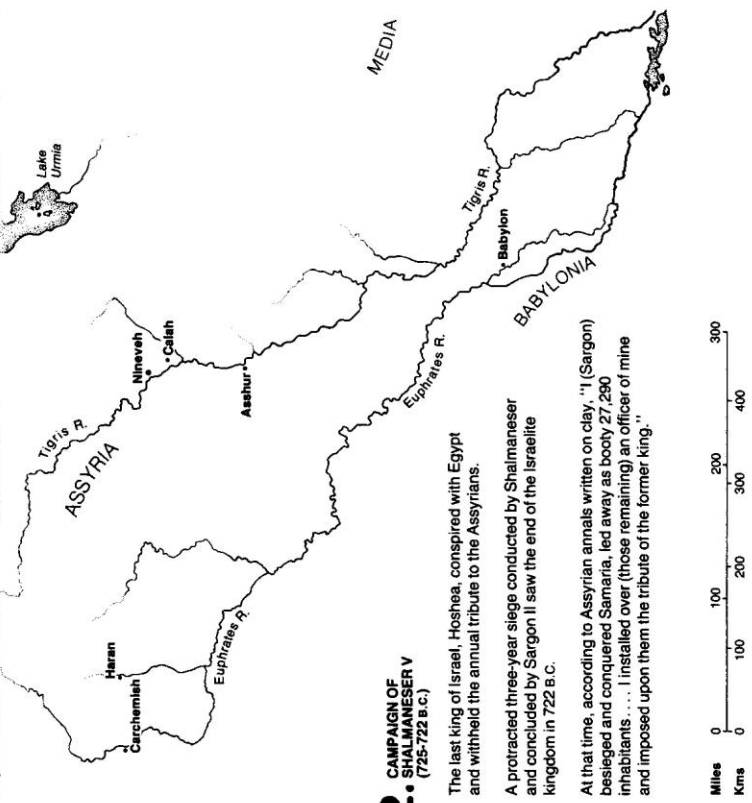 Lake
Urmia
MEDIA
Tigris R.
ASSYRIA
Nineveh
Calah
Asshur
Haran
Carchemish
Euphrates R.
Euphrates R.
Tigris R.
Babylon
BABYLONIA
CAMPAIGN OF
SHALMANESER V
(725-722 B.C.)
The last king of Israel, Hoshea, conspired with Egypt
and withheld the annual tribute to the Assyrians.
A protracted three-year siege conducted by Shalmaneser
and concluded by Sargon II saw the end of the Israelite
kingdom in 722 B.C.
At that time, according to Assyrian annals written on clay, "I (Sargon)
besieged and conquered Samaria, led away as booty 27,290
inhabitants. . . . I installed over (those remaining) an officer of mine
and imposed upon them the tribute of the former king."
Miles 0 100 200 300
Kms 0 100 200 300 400